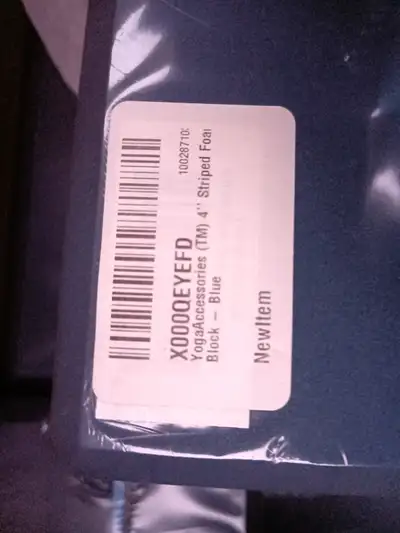 X000QEYEFD
YogaAccessories (TM) 4'' Striped Foa
Block - Blue
NewItem